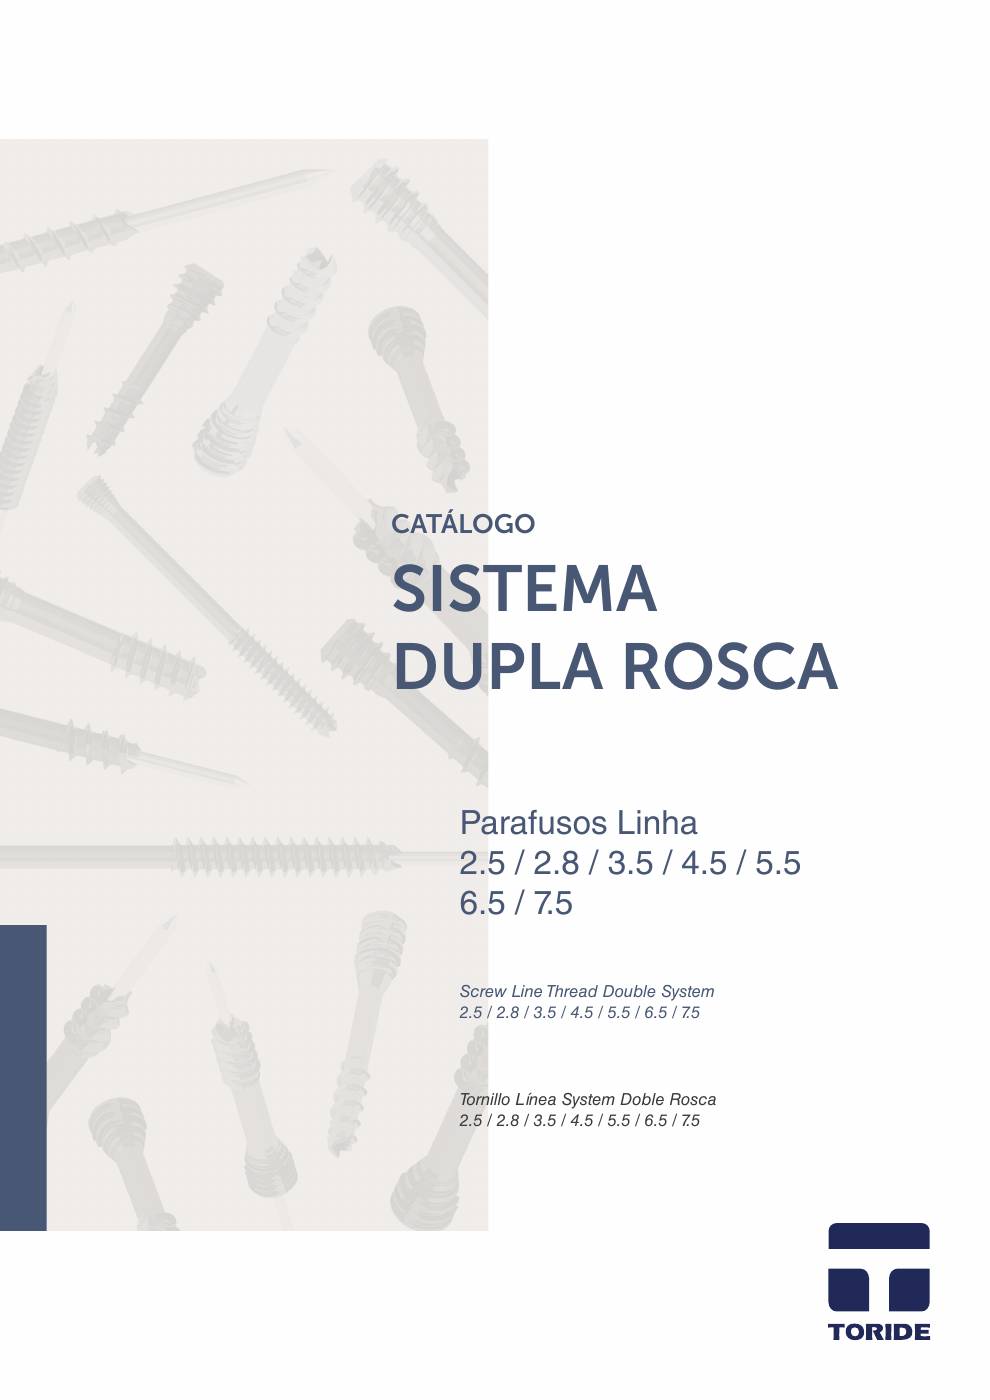 CATÁLOGO
SISTEMA
DUPLA ROSCA
Parafusos Linha
2.5 / 2.8 / 3.5 / 4.5 / 5.5
6.5 / 7.5
Screw Line Thread Double System
2.5 / 2.8 / 3.5 / 4.5 / 5.5 / 6.5 / 7.5
Tornillo Línea System Doble Rosca
2.5 / 2.8 / 3.5 / 4.5 / 5.5 / 6.5 / 7.5
TORIDE